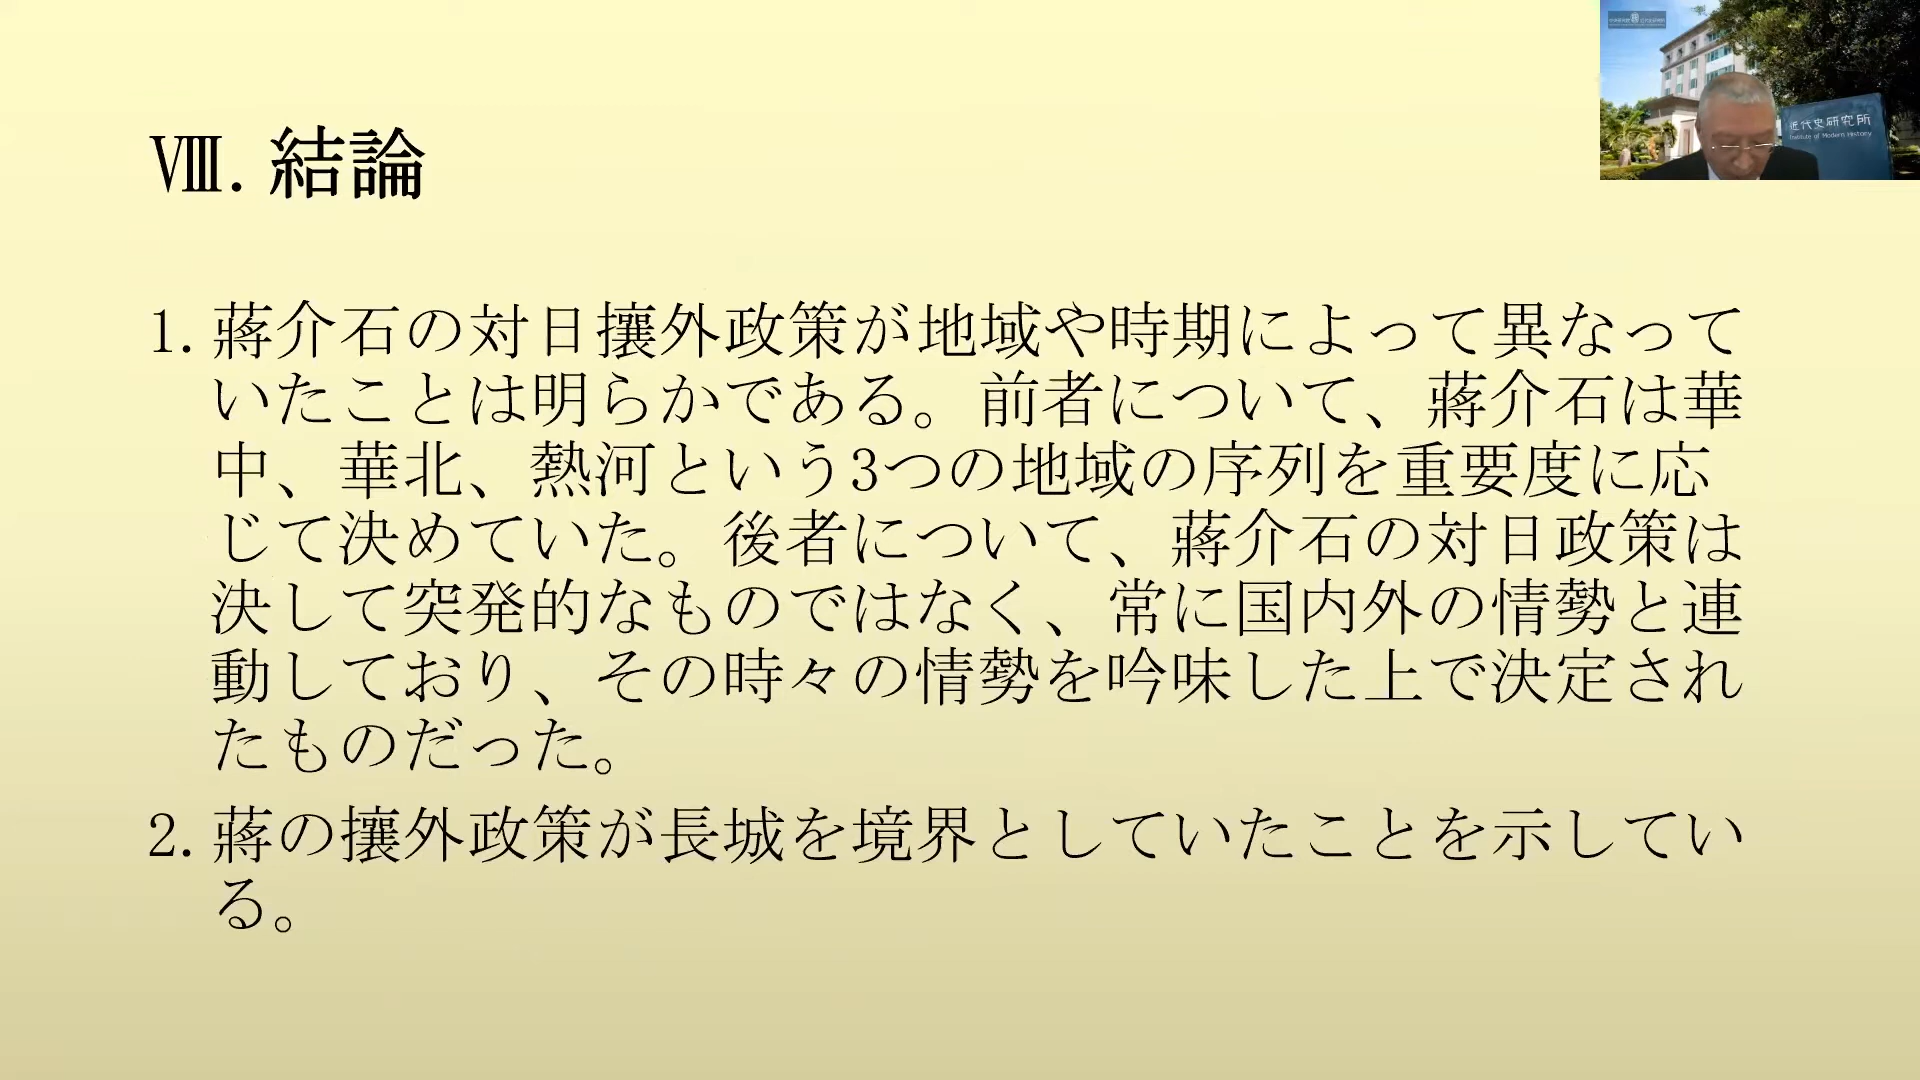 Ⅷ. 結論
1. 蔣介石の対日攘外政策が地域や時期によって異なって
いたことは明らかである。前者について、蔣介石は華
中、華北、熱河という3つの地域の序列を重要度に応
じて決めていた。後者について、蔣介石の対日政策は
決して突発的なものではなく、常に国内外の情勢と連
動しており、その時々の情勢を吟味した上で決定され
たものだった。
2. 蔣の攘外政策が長城を境界としていたことを示してい
る。
近代史研究所
Institute of Modern History